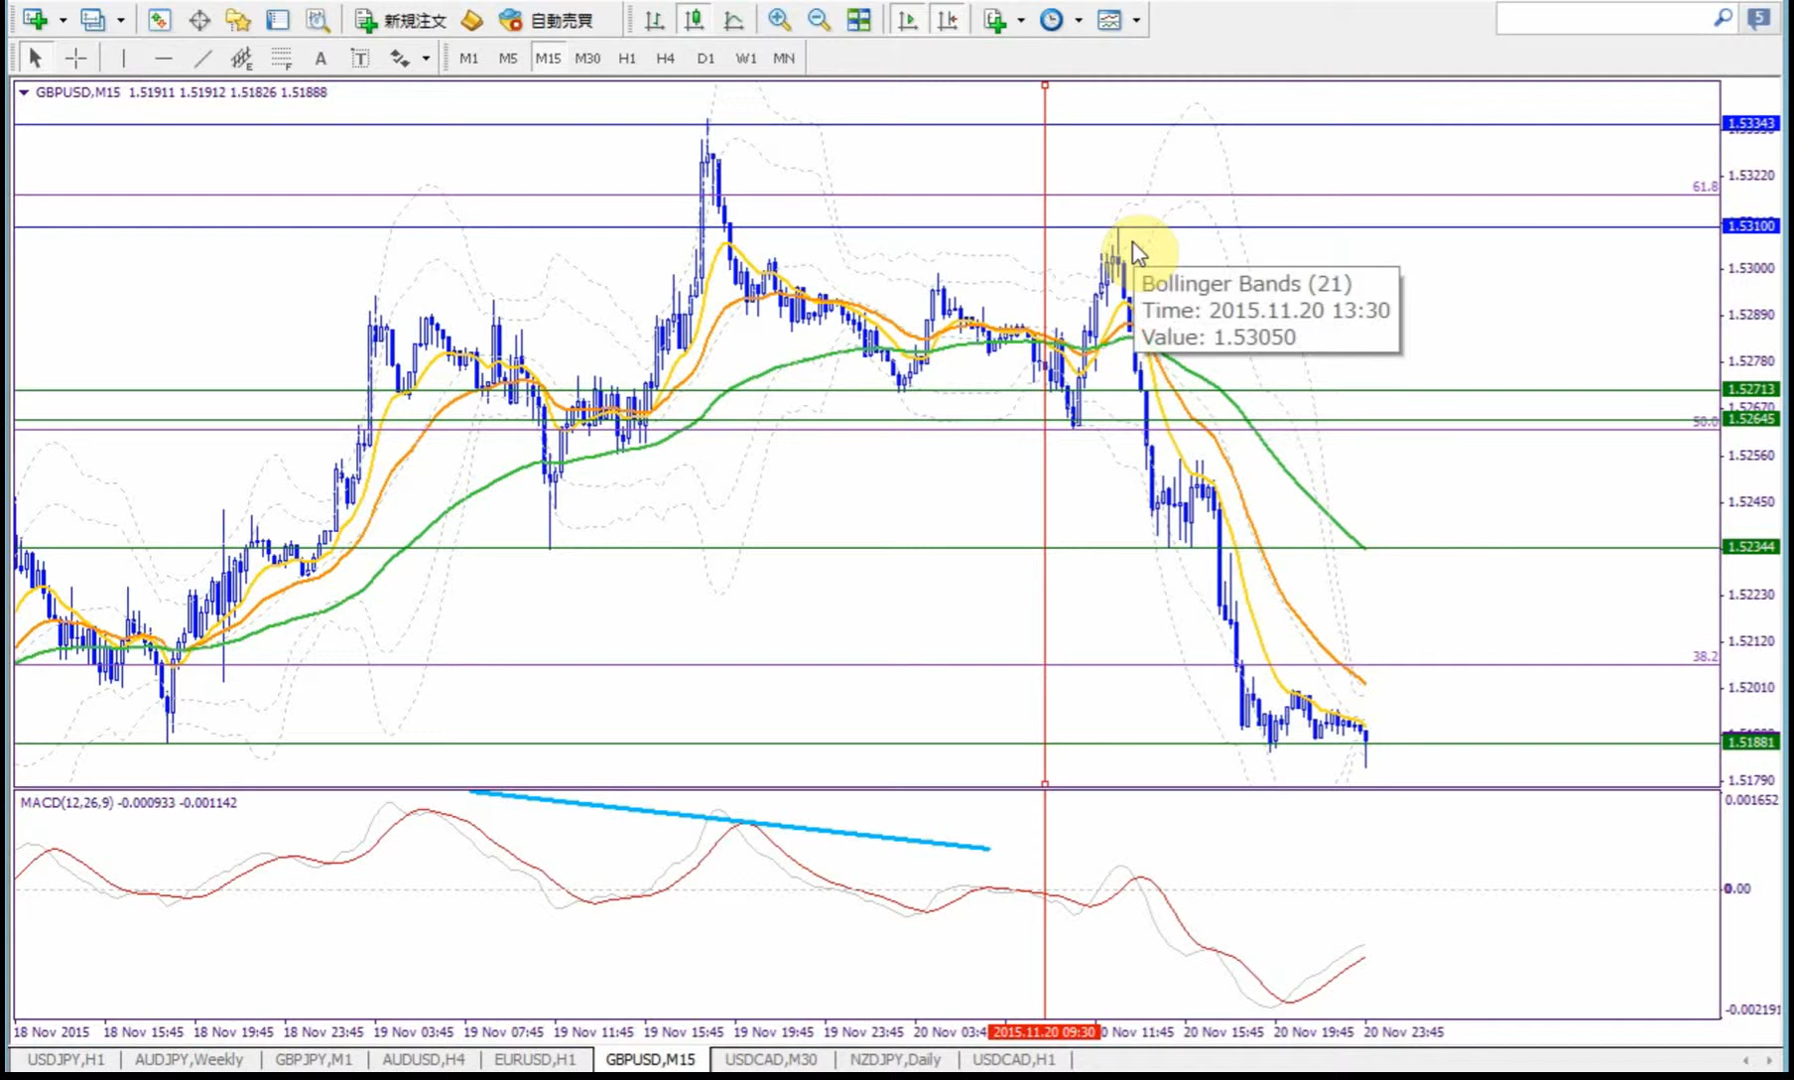 新規注文 自動売買 5
A T M1 M5 M15 M30 H1 H4 D1 W1 MN
GBPUSD,M15 1.51911 1.51912 1.51826 1.51888
1.53343
61.8
1.53220
1.53100
1.53000
Bollinger Bands (21)
Time: 2015.11.20 13:30
Value: 1.53050
1.52890
1.52780
1.52713
1.52670
1.52645
50.0
1.52560
1.52450
1.52344
1.52230
1.52120
38.2
1.52010
1.51881
1.51790
MACD(12,26,9) -0.000933 -0.001142
0.001652
0.00
-0.002191
18 Nov 2015 18 Nov 15:45 18 Nov 19:45 18 Nov 23:45 19 Nov 03:45 19 Nov 07:45 19 Nov 11:45 19 Nov 15:45 19 Nov 19:45 19 Nov 23:45 20 Nov 03:4 2015.11.20 09:30 0 Nov 11:45 20 Nov 15:45 20 Nov 19:45 20 Nov 23:45
USDJPY,H1 AUDJPY,Weekly GBPJPY,M1 AUDUSD,H4 EURUSD,H1 GBPUSD,M15 USDCAD,M30 NZDJPY,Daily USDCAD,H1